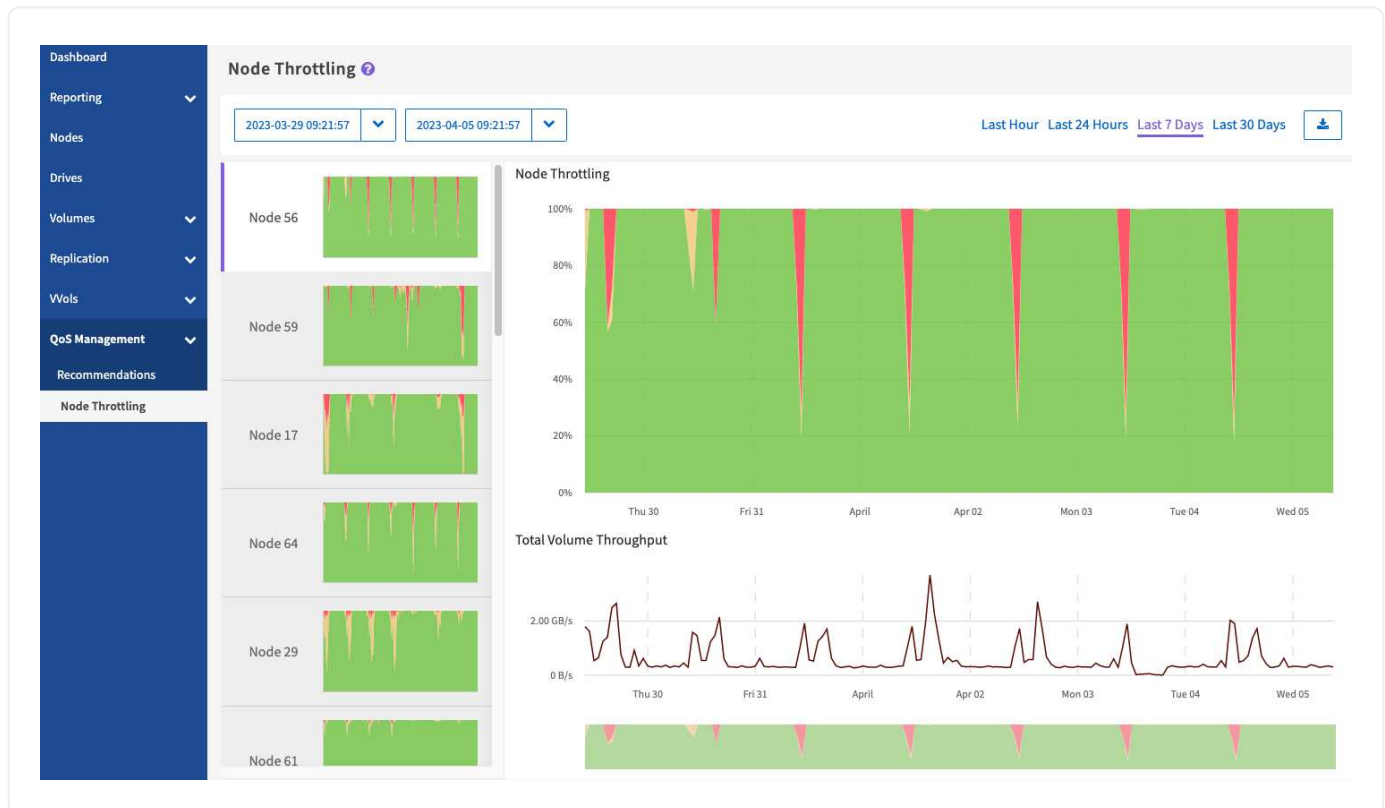 Dashboard
Reporting
Nodes
Drives
Volumes
Replication
VVols
QoS Management
Recommendations
Node Throttling
Node Throttling ?
2023-03-29 09:21:57
2023-04-05 09:21:57
Last Hour Last 24 Hours Last 7 Days Last 30 Days
Node 56
Node 59
Node 17
Node 64
Node 29
Node 61
Node Throttling
100%
80%
60%
40%
20%
0%
Thu 30 Fri 31 April Apr 02 Mon 03 Tue 04 Wed 05
Total Volume Throughput
2.00 GB/s
0 B/s
Thu 30 Fri 31 April Apr 02 Mon 03 Tue 04 Wed 05